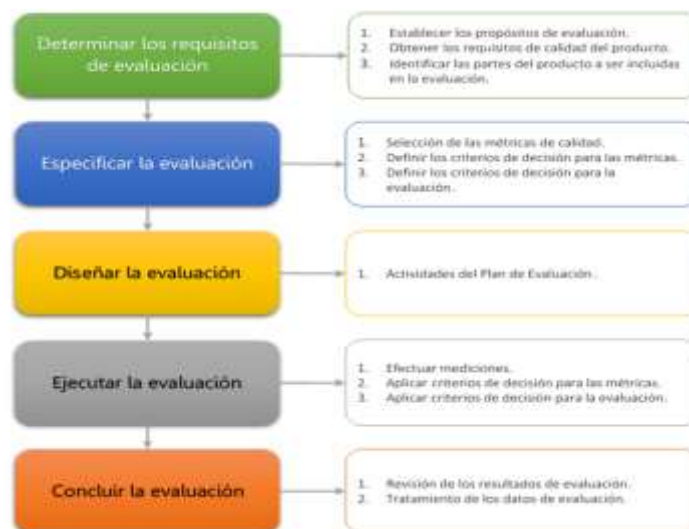 Determinar los requisitos
de evaluación
1. Establecer los propósitos de evaluación.
2. Obtener los requisitos de calidad del producto.
3. Identificar las partes del producto a ser incluidas
en la evaluación.
Especificar la evaluación
1. Selección de las métricas de calidad.
2. Definir los criterios de decisión para las métricas.
3. Definir los criterios de decisión para la
evaluación.
Diseñar la evaluación
1. Actividades del Plan de Evaluación.
Ejecutar la evaluación
1. Efectuar mediciones.
2. Aplicar criterios de decisión para las métricas.
3. Aplicar criterios de decisión para la evaluación.
Concluir la evaluación
1. Revisión de los resultados de evaluación.
2. Tratamiento de los datos de evaluación.